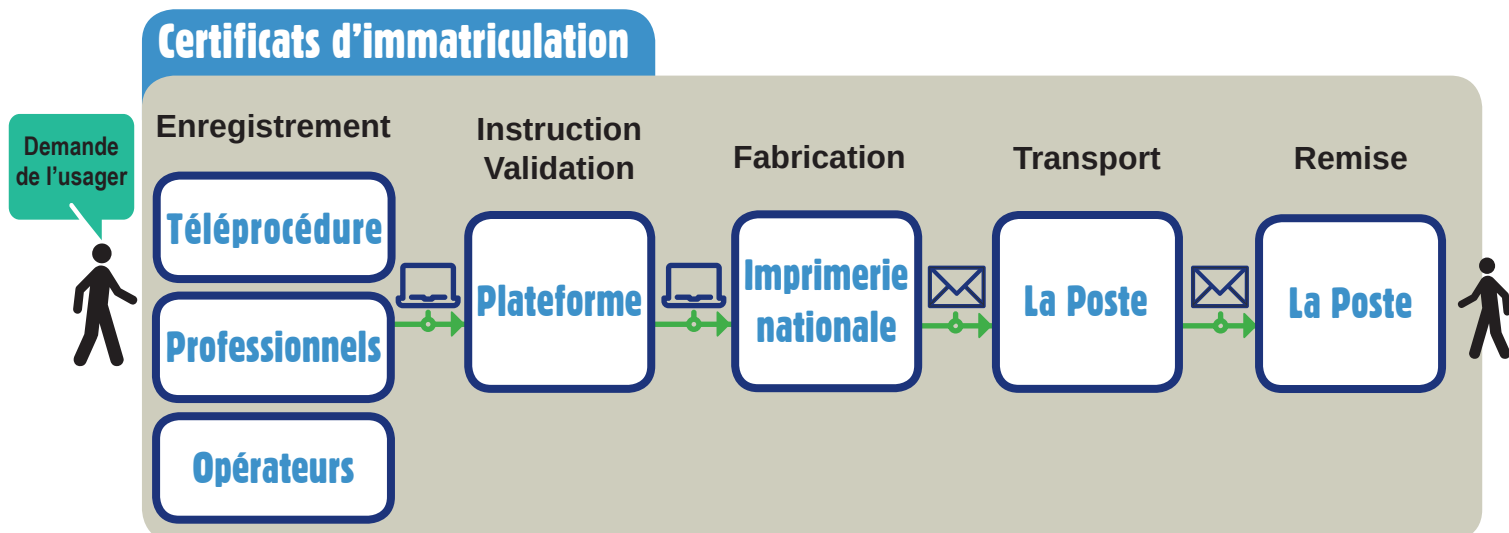 Certificats d'immatriculation
Demande
de l'usager
Enregistrement
Téléprocédure
Professionnels
Opérateurs
Instruction
Validation
Plateforme
Fabrication
Imprimerie
nationale
Transport
La Poste
Remise
La Poste